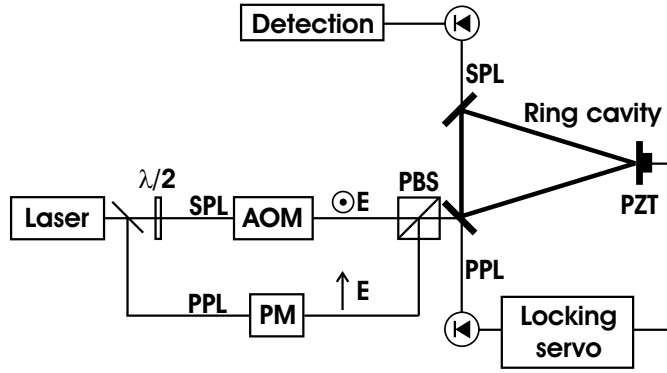 Detection
SPL
Ring cavity
λ/2
PBS
Laser
SPL
AOM
E
PZT
PPL
PPL
PM
E
Locking
servo